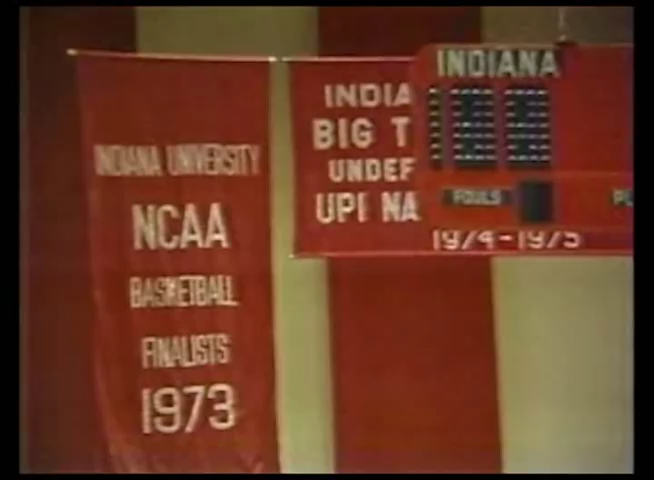 INDIANA UNIVERSITY
NCAA
BASKETBALL
FINALISTS
1973
INDIA
BIG T
UNDEF
UPI NA
1974-1975
INDIANA
FOULS